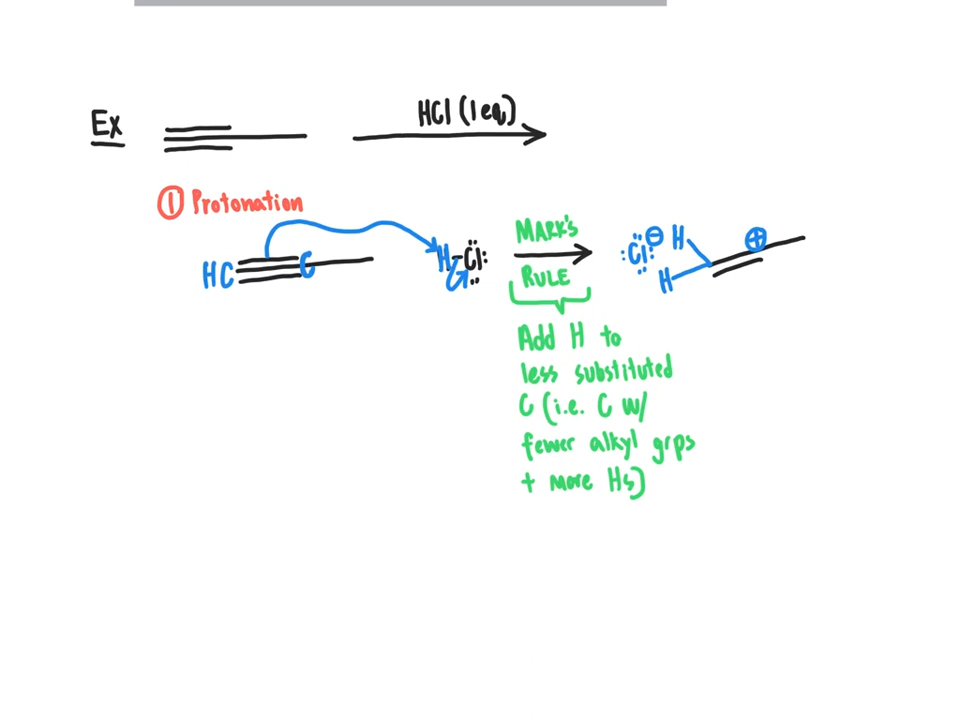 Ex
HCl (1 eq)
① Protonation
HC C H-Cl:
MARK'S
RULE
:Cl: ⊖ H ⊕
H
Add H to
less substituted
C (i.e. C w/
fewer alkyl grps
+ more Hs)